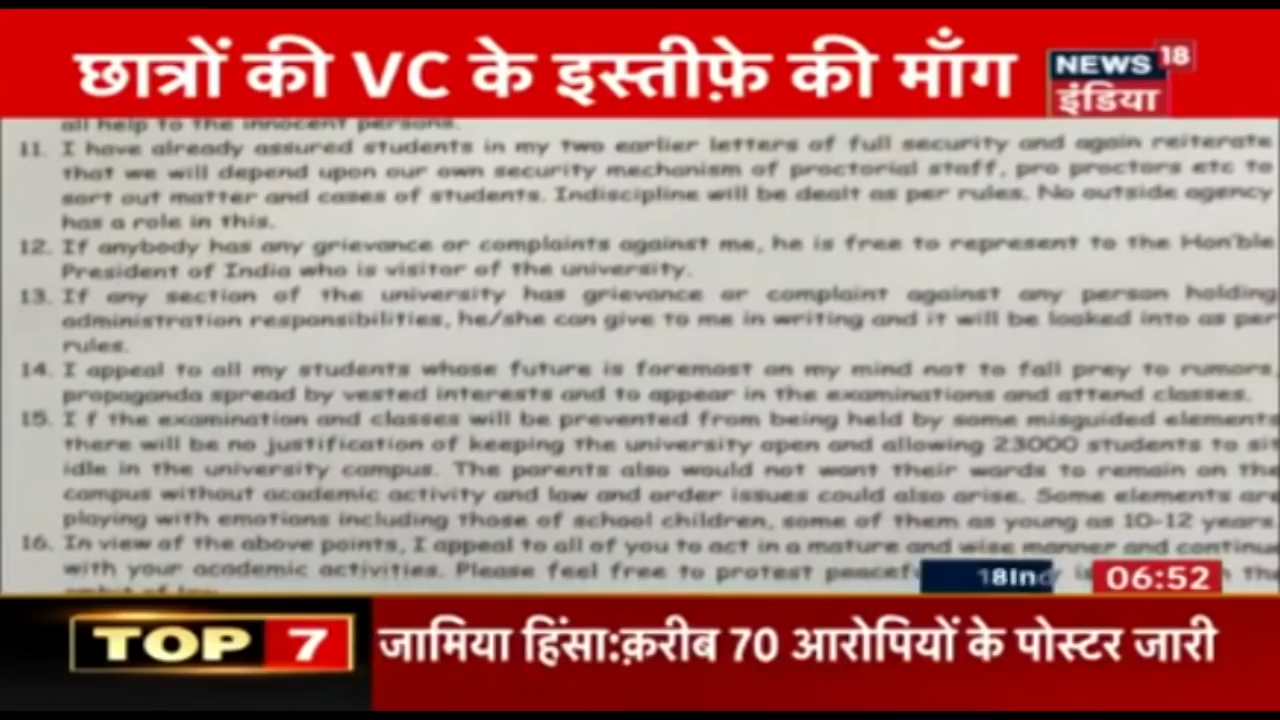 छात्रों की VC के इस्तीफ़े की माँग
NEWS 18
इंडिया
all help to the innocent persons.
11. I have already assured students in my two earlier letters of full security and again reiterate
that we will depend upon our own security mechanism of proctorial staff, pro proctors etc to
sort out matter and cases of students. Indiscipline will be dealt as per rules. No outside agency
has a role in this.
12. If anybody has any grievance or complaints against me, he is free to represent to the Hon'ble
President of India who is visitor of the university.
13. If any section of the university has grievance or complaint against any person holding
administration responsibilities, he/she can give to me in writing and it will be looked into as per
rules.
14. I appeal to all my students whose future is foremost on my mind not to fall prey to rumors,
propaganda spread by vested interests and to appear in the examinations and attend classes.
15. I f the examination and classes will be prevented from being held by some misguided elements
there will be no justification of keeping the university open and allowing 23000 students to sit
idle in the university campus. The parents also would not want their wards to remain on the
campus without academic activity and law and order issues could also arise. Some elements are
playing with emotions including those of school children, some of them as young as 10-12 years.
16. In view of the above points, I appeal to all of you to act in a mature and wise manner and continue
with your academic activities. Please feel free to protest peacef
18In
06:52
TOP 7
जामिया हिंसा:क़रीब 70 आरोपियों के पोस्टर जारी